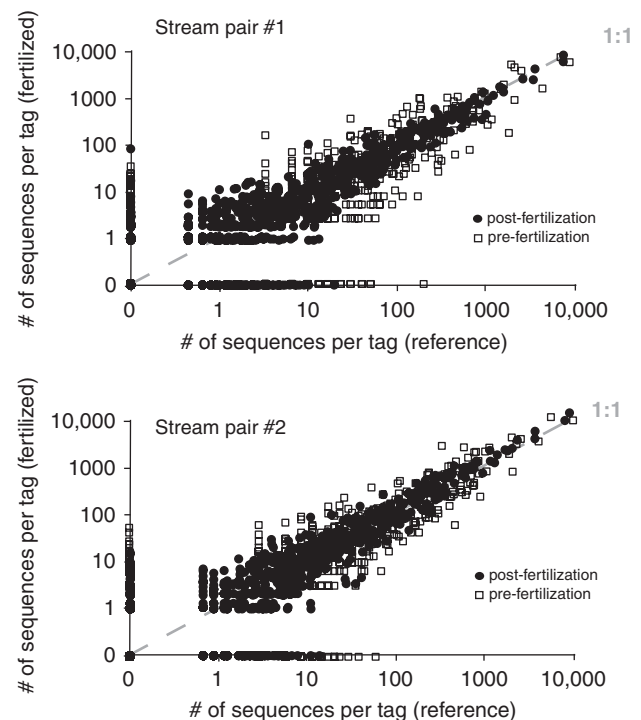 Stream pair #1
1:1
# of sequences per tag (fertilized)
10,000
1000
100
10
1
0
post-fertilization
pre-fertilization
0 1 10 100 1000 10,000
# of sequences per tag (reference)
Stream pair #2
1:1
# of sequences per tag (fertilized)
10,000
1000
100
10
1
0
post-fertilization
pre-fertilization
0 1 10 100 1000 10,000
# of sequences per tag (reference)